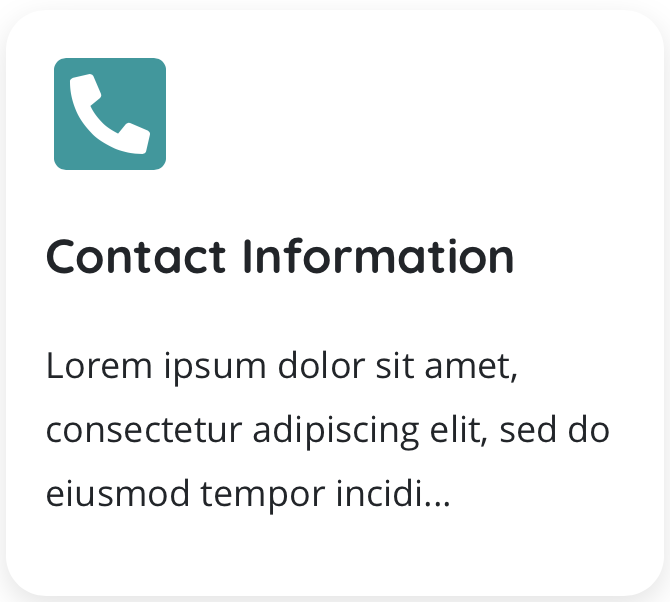 Contact Information
Lorem ipsum dolor sit amet,
consectetur adipiscing elit, sed do
eiusmod tempor incidi...